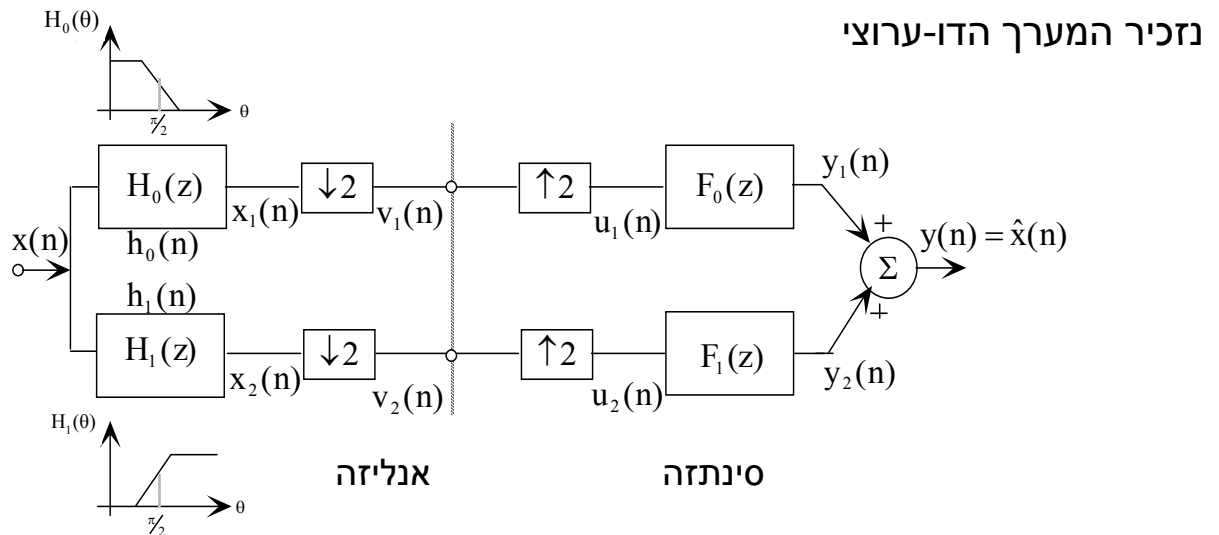 נזכיר המערך הדו-ערוצי
H₀(θ)
θ
π/2
H₀(z)
↓2
↑2
F₀(z)
y₁(n)
x₁(n)
v₁(n)
u₁(n)
x(n)
h₀(n)
+
Σ
y(n) = x̂(n)
h₁(n)
+
H₁(z)
↓2
↑2
F₁(z)
x₂(n)
v₂(n)
u₂(n)
y₂(n)
H₁(θ)
θ
π/2
אנליזה
סינתזה